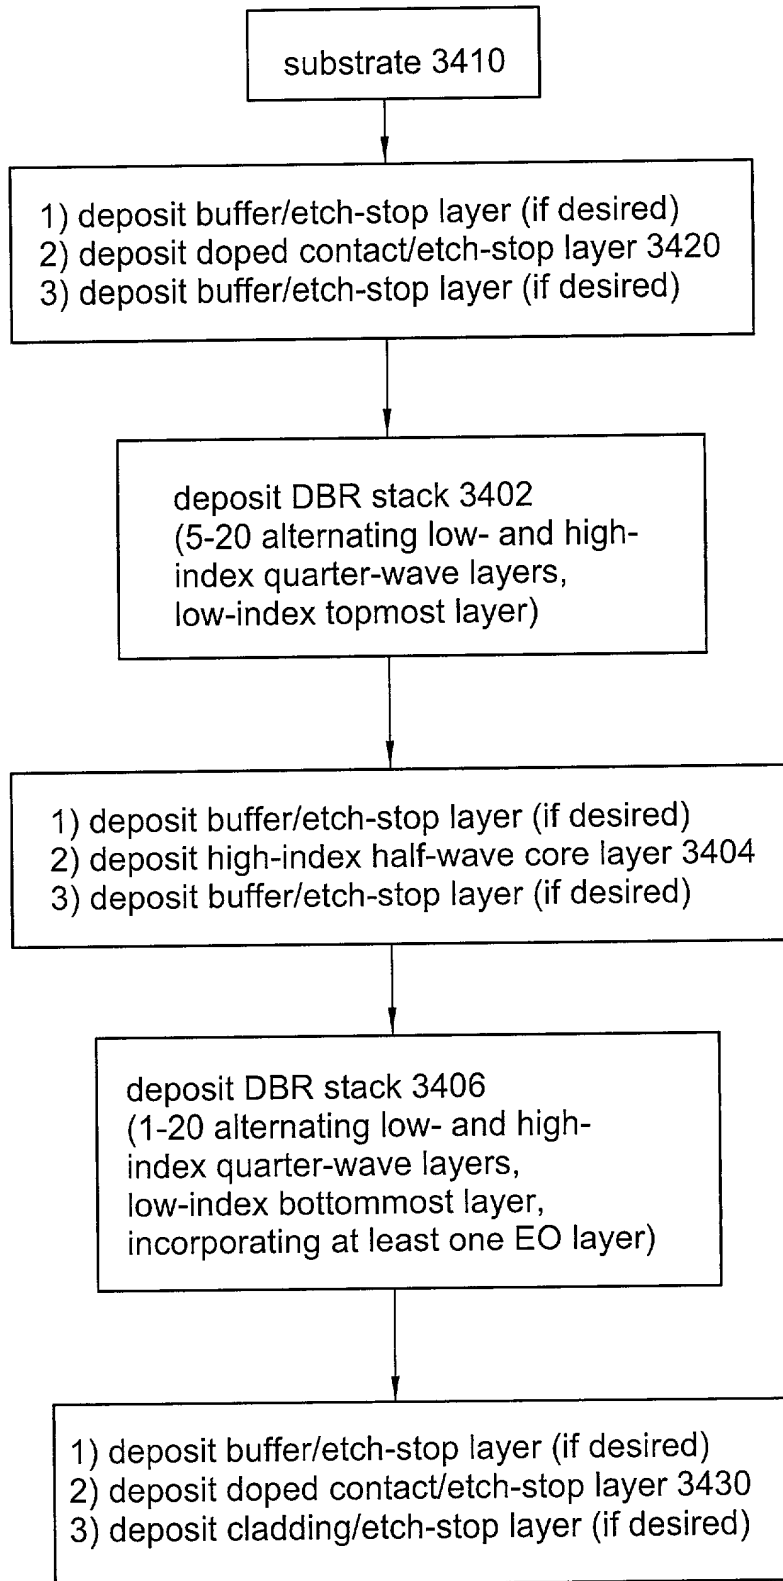 substrate 3410
1) deposit buffer/etch-stop layer (if desired)
2) deposit doped contact/etch-stop layer 3420
3) deposit buffer/etch-stop layer (if desired)
deposit DBR stack 3402
(5-20 alternating low- and high-
index quarter-wave layers,
low-index topmost layer)
1) deposit buffer/etch-stop layer (if desired)
2) deposit high-index half-wave core layer 3404
3) deposit buffer/etch-stop layer (if desired)
deposit DBR stack 3406
(1-20 alternating low- and high-
index quarter-wave layers,
low-index bottommost layer,
incorporating at least one EO layer)
1) deposit buffer/etch-stop layer (if desired)
2) deposit doped contact/etch-stop layer 3430
3) deposit cladding/etch-stop layer (if desired)